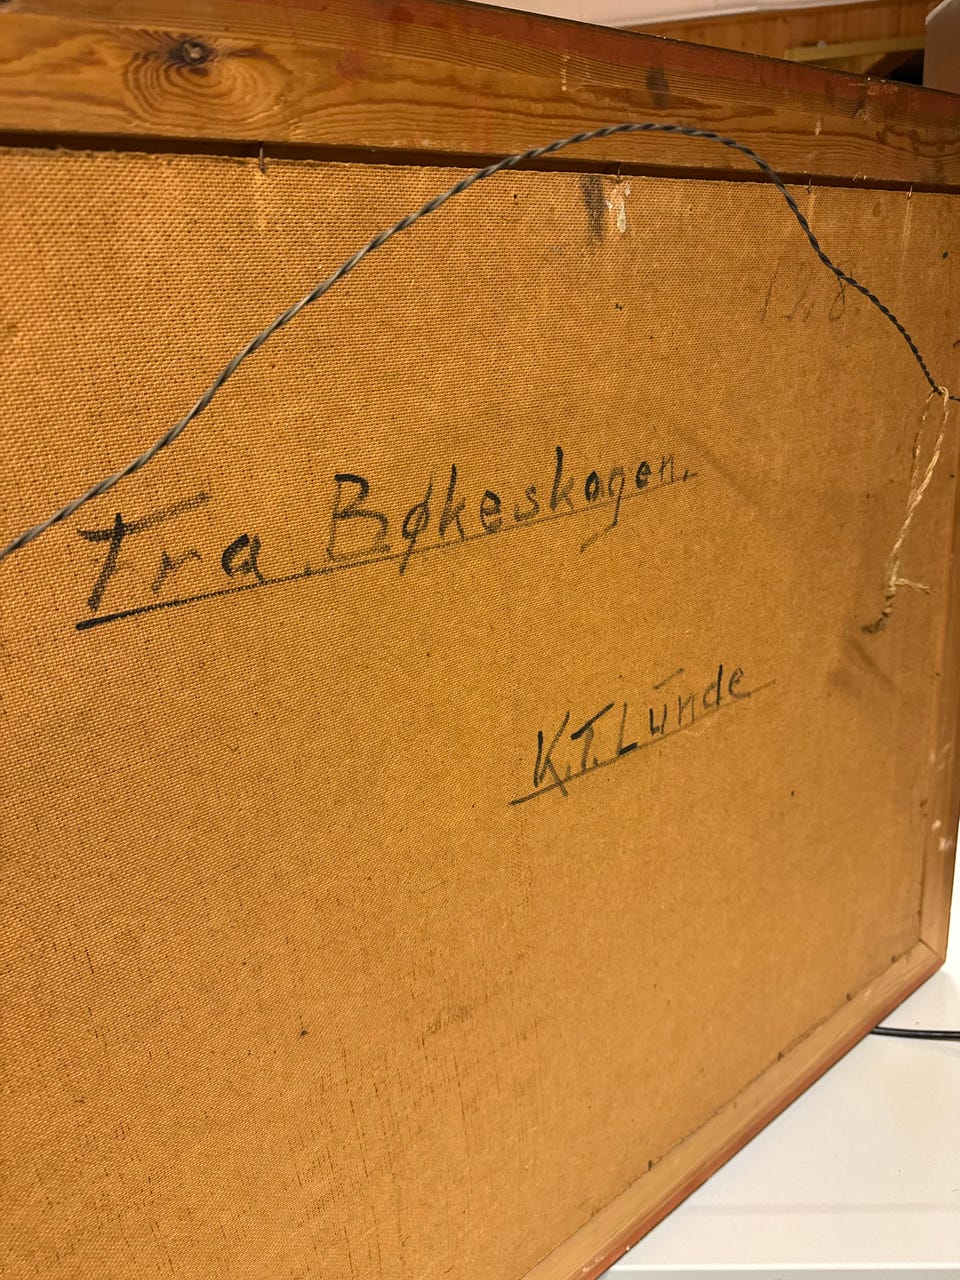 Fra Bøkeskogen.
K.T. Lunde